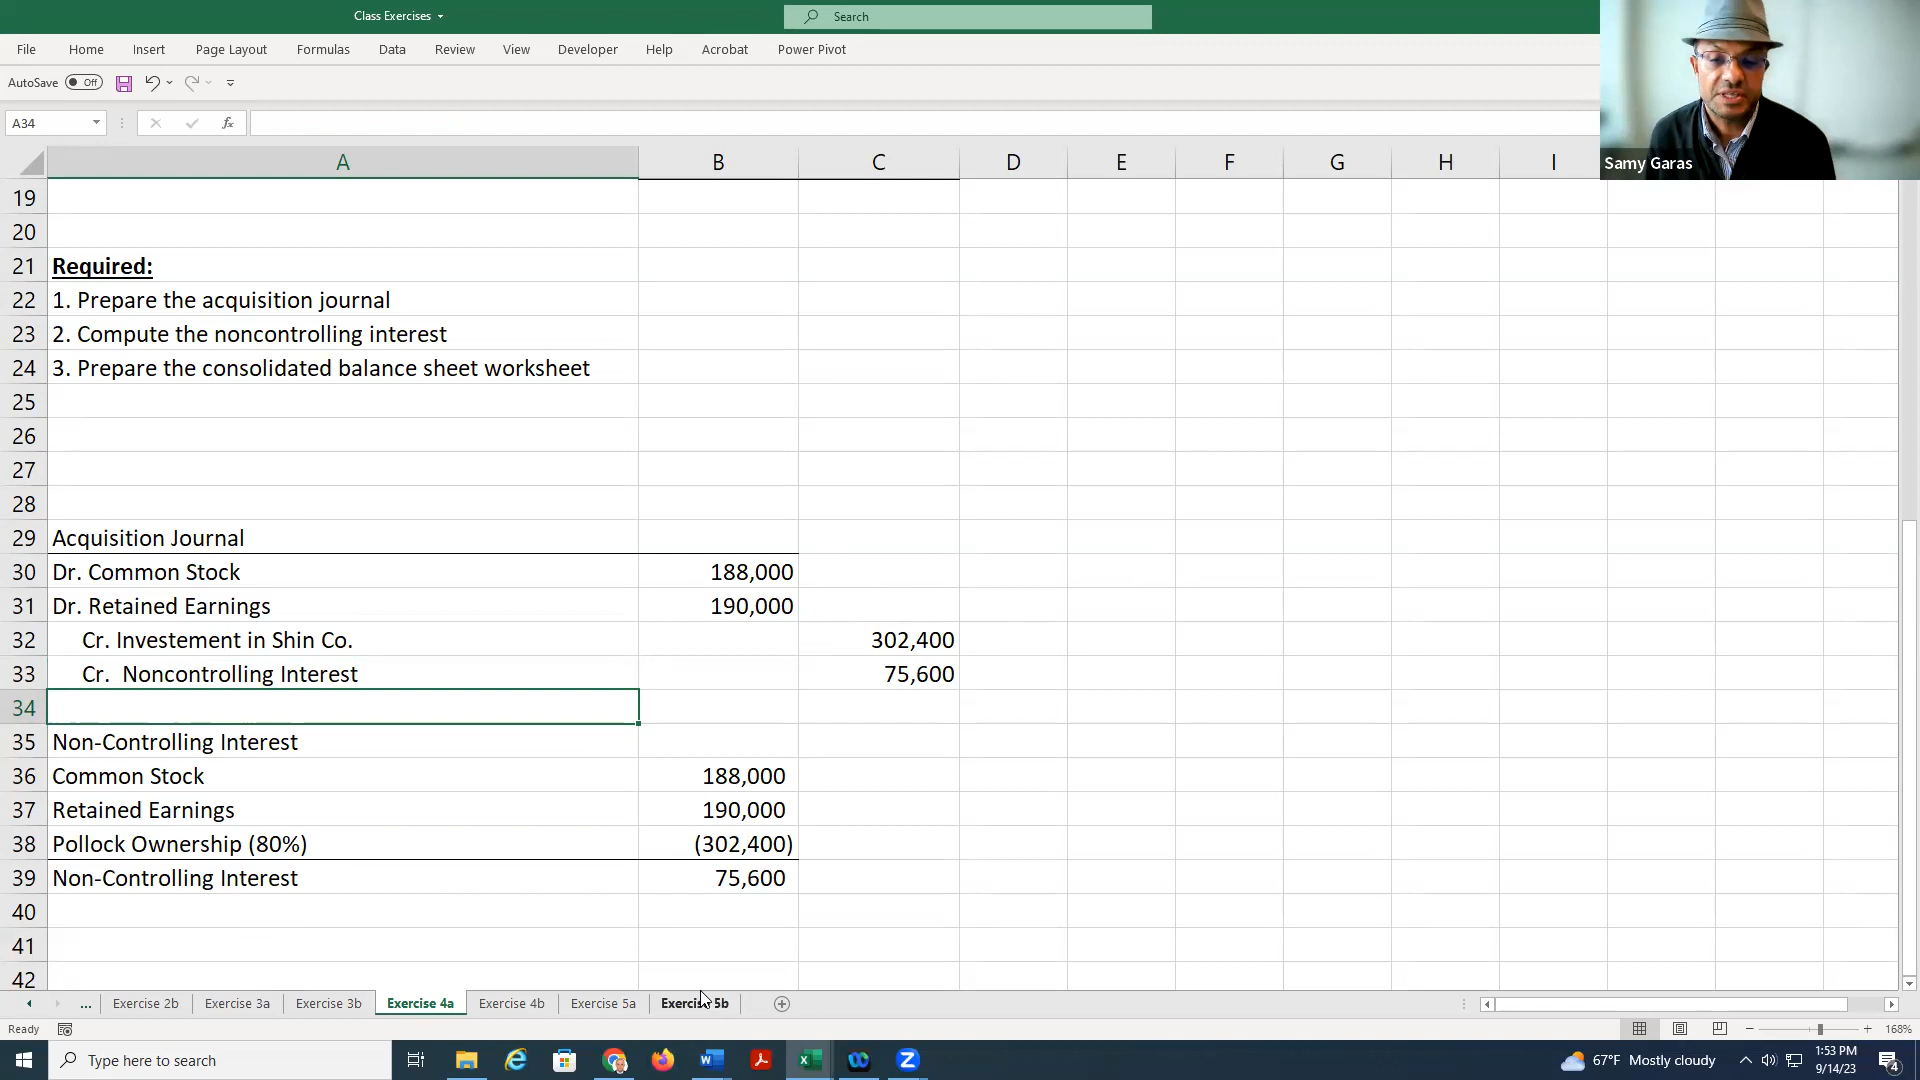 Class Exercises
Search
File Home Insert Page Layout Formulas Data Review View Developer Help Acrobat Power Pivot
AutoSave Off
A34 fx
A B C D E F G H I
Samy Garas
19
20
21 Required:
22 1. Prepare the acquisition journal
23 2. Compute the noncontrolling interest
24 3. Prepare the consolidated balance sheet worksheet
25
26
27
28
29 Acquisition Journal
30 Dr. Common Stock 188,000
31 Dr. Retained Earnings 190,000
32 Cr. Investement in Shin Co. 302,400
33 Cr. Noncontrolling Interest 75,600
34
35 Non-Controlling Interest
36 Common Stock 188,000
37 Retained Earnings 190,000
38 Pollock Ownership (80%) (302,400)
39 Non-Controlling Interest 75,600
40
41
42
... Exercise 2b Exercise 3a Exercise 3b Exercise 4a Exercise 4b Exercise 5a Exercise 5b
Ready 168%
Type here to search 67°F Mostly cloudy 1:53 PM
9/14/23 4